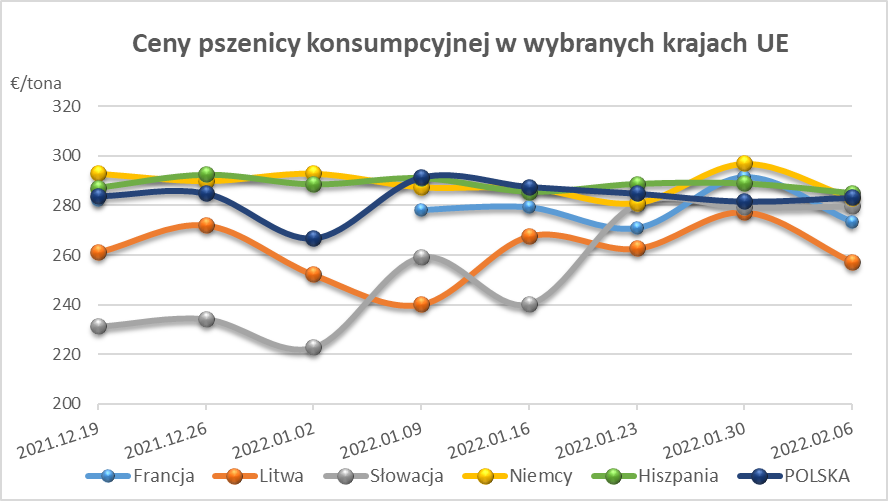 Ceny pszenicy konsumpcyjnej w wybranych krajach UE
€/tona
320
300
280
260
240
220
200
2021.12.19 2021.12.26 2022.01.02 2022.01.09 2022.01.16 2022.01.23 2022.01.30 2022.02.06
Francja Litwa Słowacja Niemcy Hiszpania POLSKA